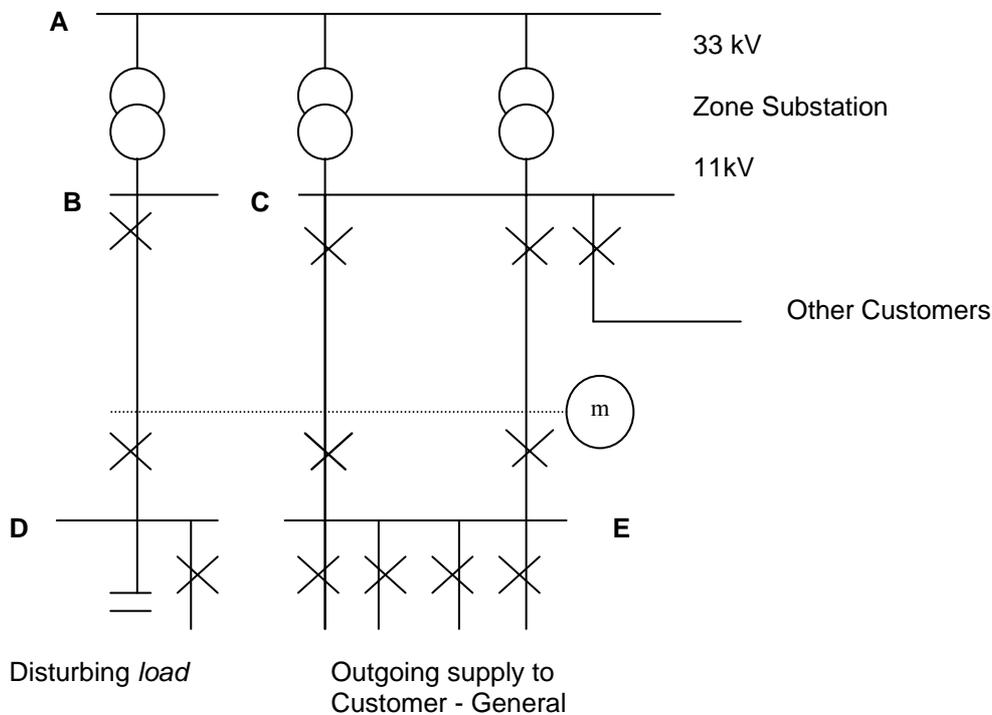 A
33 kV
Zone Substation
11kV
B
C
Other Customers
m
D
E
Disturbing load
Outgoing supply to
Customer - General